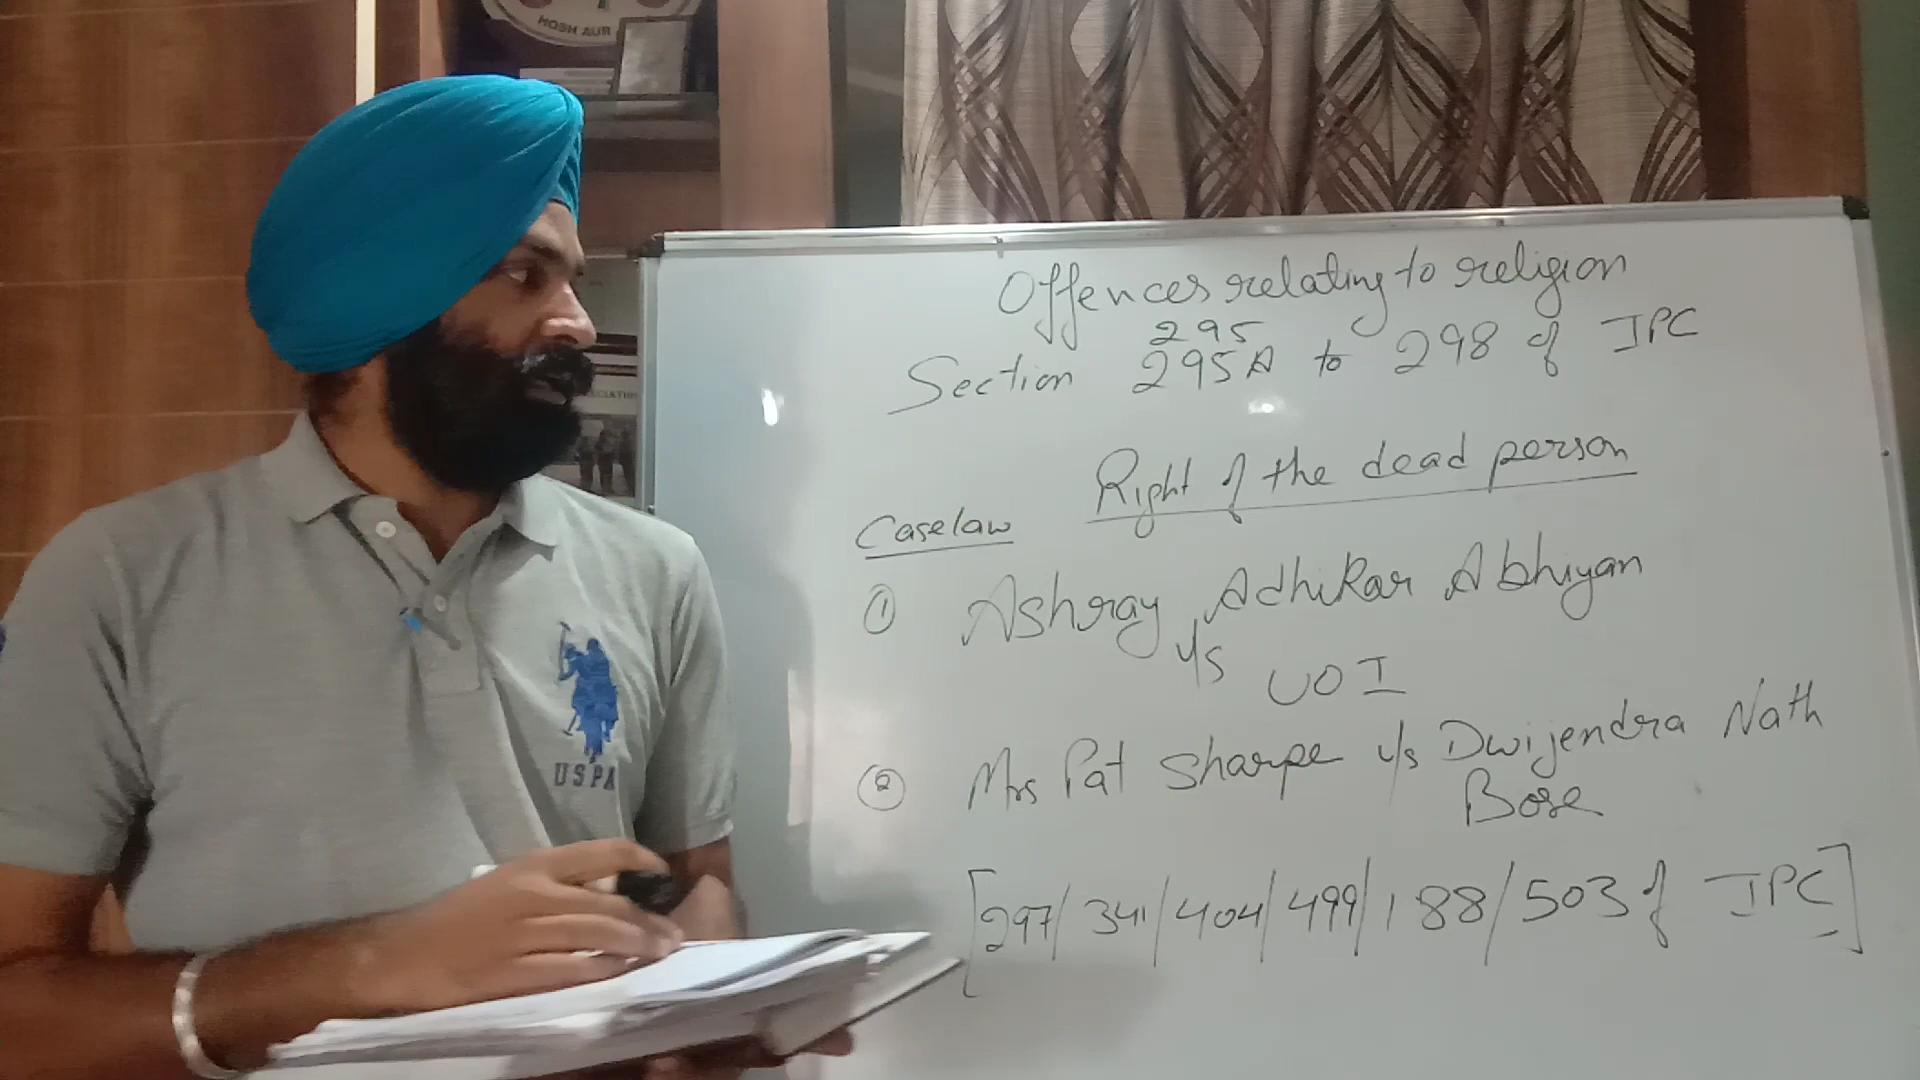 HOSH AUR
Offences relating to religion
295
Section 295A to 298 of IPC
Right of the dead person
Caselaw
① Ashray Adhikar Abhiyan
v/s UOI
② Mrs Pat Sharpe v/s Dwijendra Nath
Bose
[297/341/404/499/188/503 of IPC]
USPA